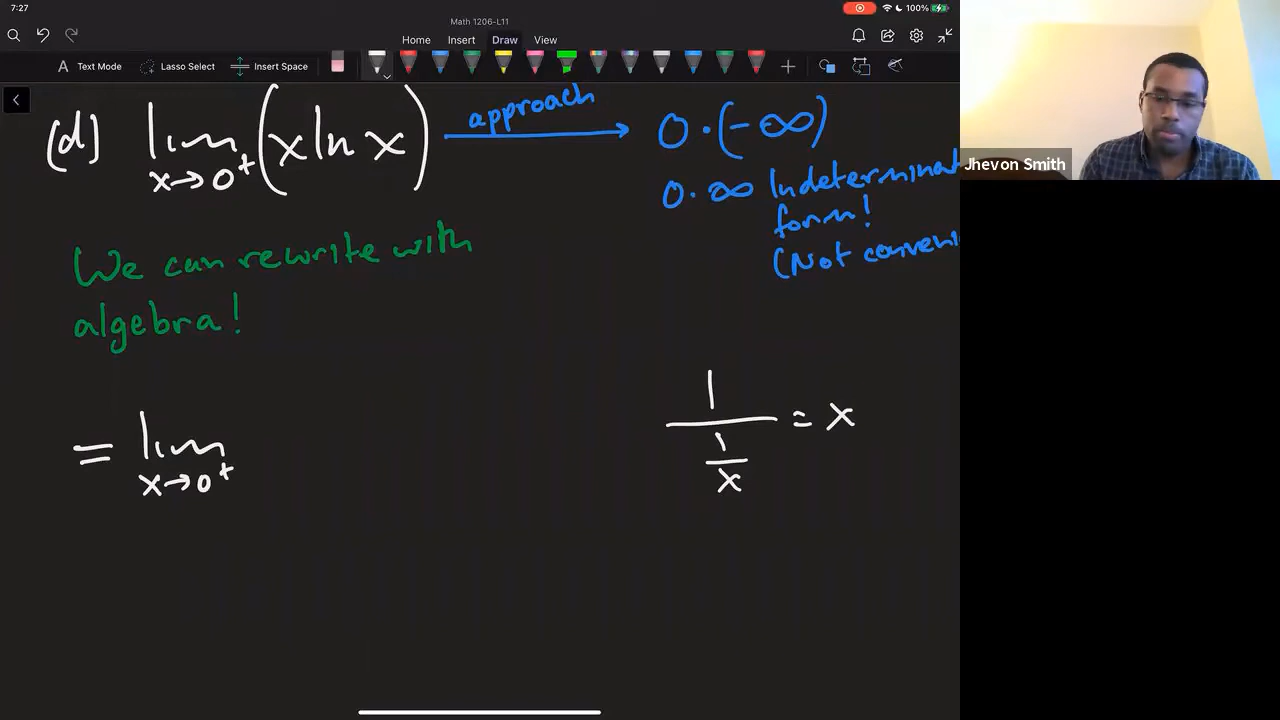 7:27
100%
Math 1206-L11
Home Insert Draw View
Text Mode Lasso Select Insert Space
(d) lim x→0⁺ (x ln x) approach 0·(-∞)
0·∞ Indeterminat
form!
(Not conveni
We can rewrite with
algebra!
= lim x→0⁺
1/(1/x) = x
Jhevon Smith